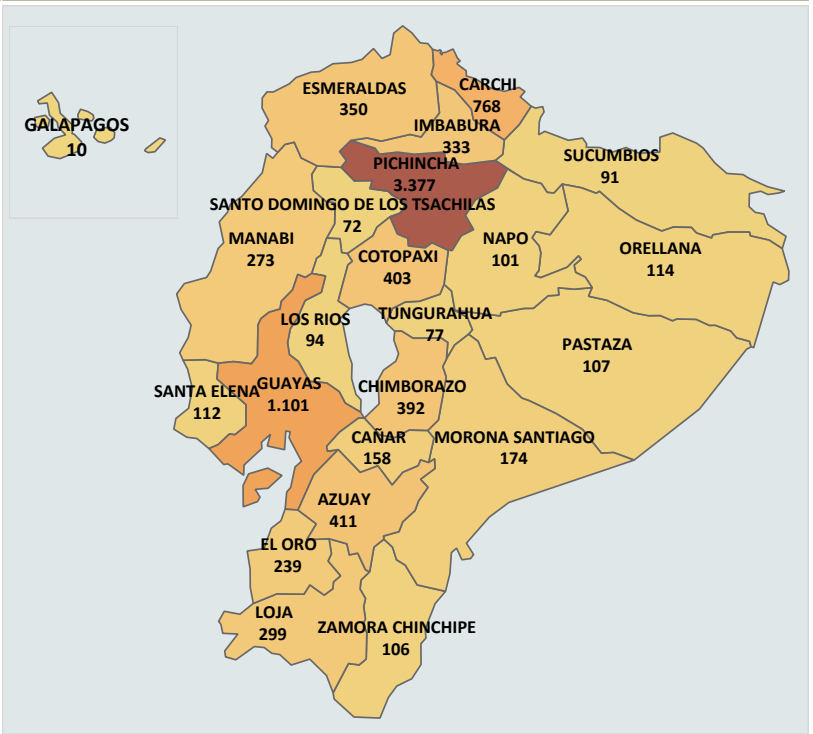 ESMERALDAS
350
CARCHI
768
GALAPAGOS
10
IMBABURA
333
PICHINCHA
3.377
SUCUMBIOS
91
SANTO DOMINGO DE LOS TSACHILAS
72
MANABI
273
NAPO
101
ORELLANA
114
COTOPAXI
403
LOS RIOS
94
TUNGURAHUA
77
PASTAZA
107
SANTA ELENA
112
GUAYAS
1.101
CHIMBORAZO
392
CAÑAR
158
MORONA SANTIAGO
174
AZUAY
411
EL ORO
239
LOJA
299
ZAMORA CHINCHIPE
106